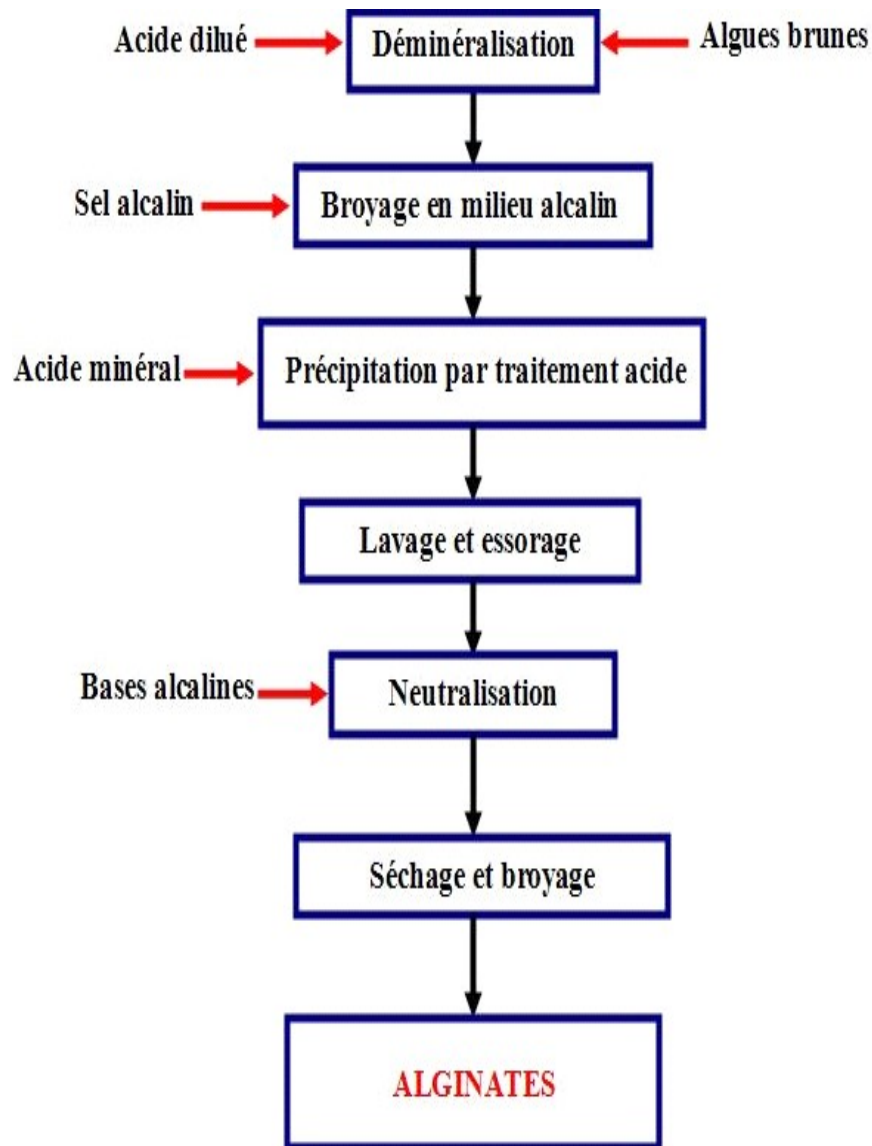 Acide dilué
Déminéralisation
Algues brunes
Sel alcalin
Broyage en milieu alcalin
Acide minéral
Précipitation par traitement acide
Lavage et essorage
Bases alcalines
Neutralisation
Séchage et broyage
ALGINATES